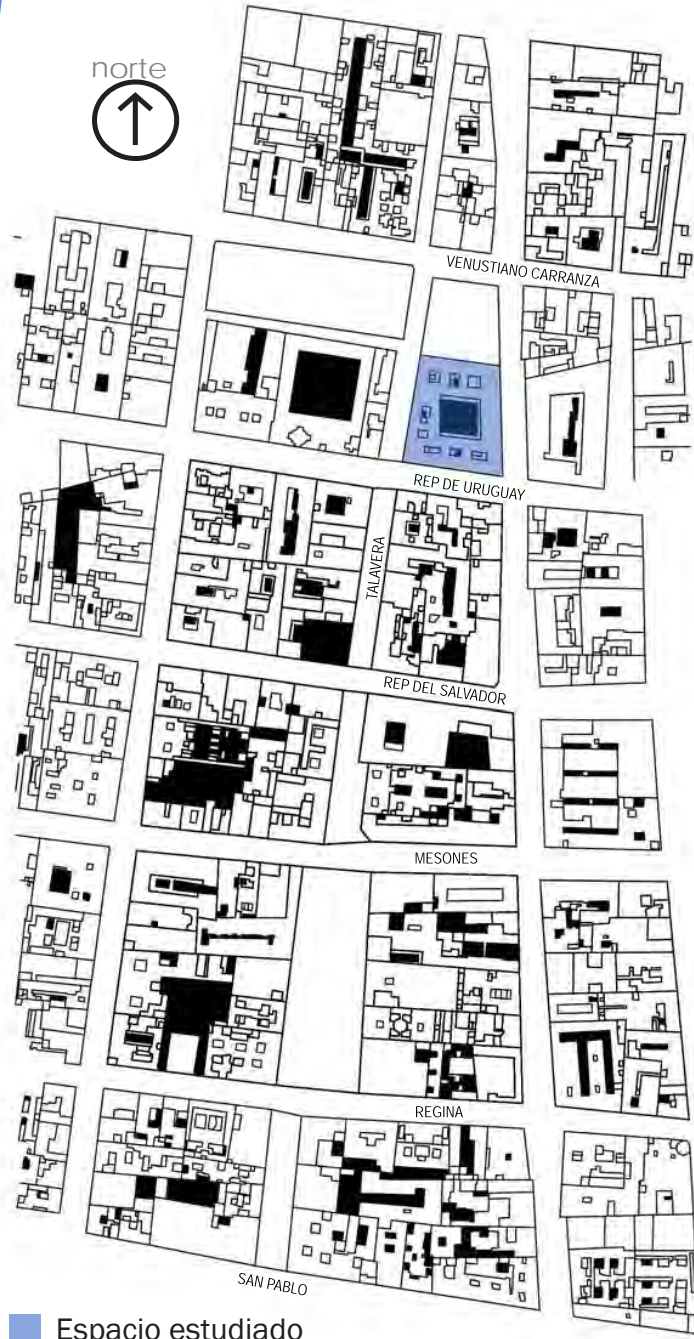 norte
VENUSTIANO CARRANZA
REP DE URUGUAY
TALAVERA
REP DEL SALVADOR
MESONES
REGINA
SAN PABLO
Espacio estudiado